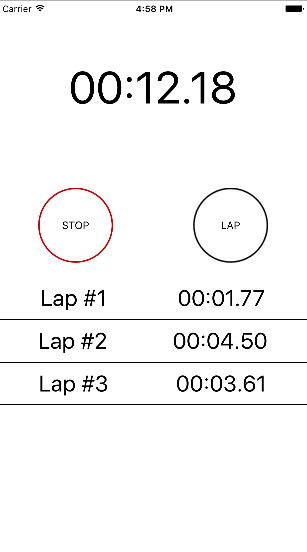 Carrier 4:58 PM
00:12.18
STOP LAP
Lap #1 00:01.77
Lap #2 00:04.50
Lap #3 00:03.61